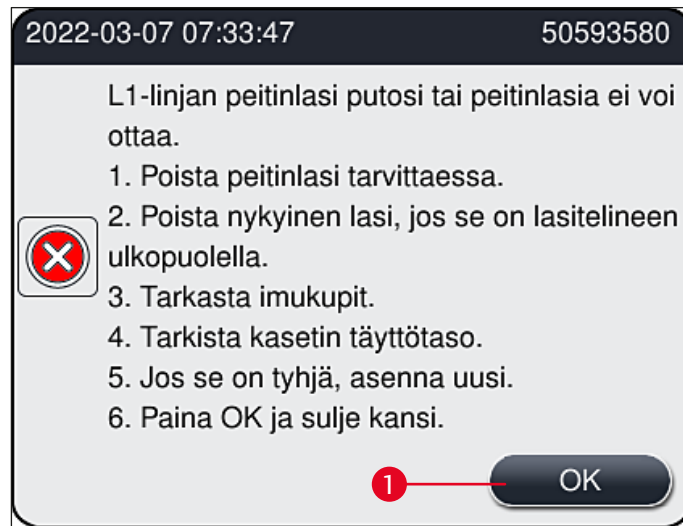 2022-03-07 07:33:47 50593580
L1-linjan peitinlasi putosi tai peitinlasia ei voi
ottaa.
1. Poista peitinlasi tarvittaessa.
2. Poista nykyinen lasi, jos se on lasitelineen
ulkopuolella.
3. Tarkasta imukupit.
4. Tarkista kasetin täyttötaso.
5. Jos se on tyhjä, asenna uusi.
6. Paina OK ja sulje kansi.
1 OK